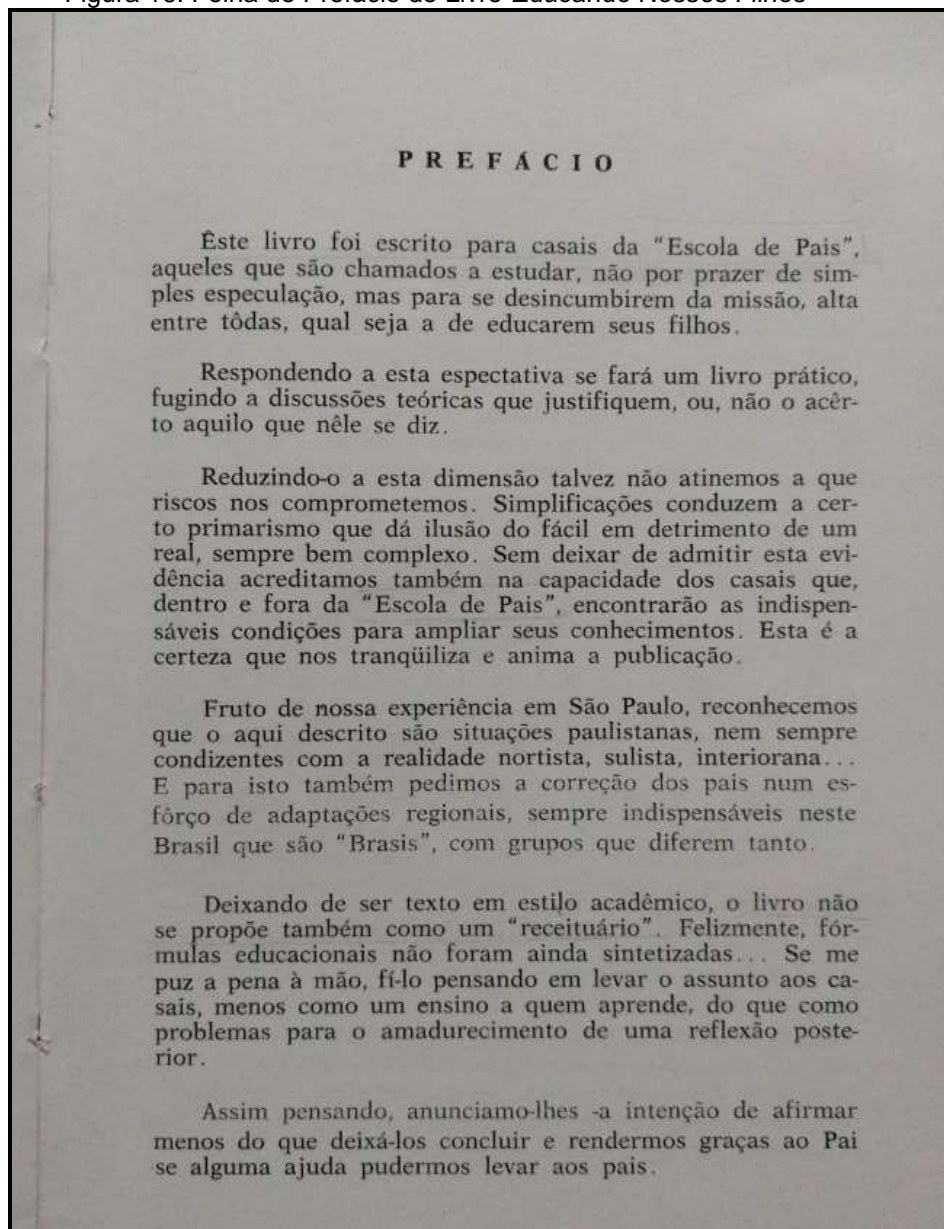 Figura 10: Folha do Prefácio do Livro Educando Nossos Filhos
PREFÁCIO
Êste livro foi escrito para casais da "Escola de Pais",
aqueles que são chamados a estudar, não por prazer de sim-
ples especulação, mas para se desincumbirem da missão, alta
entre tôdas, qual seja a de educarem seus filhos.
Respondendo a esta espectativa se fará um livro prático,
fugindo a discussões teóricas que justifiquem, ou, não o acêr-
to aquilo que nêle se diz.
Reduzindo-o a esta dimensão talvez não atinemos a que
riscos nos comprometemos. Simplificações conduzem a cer-
to primarismo que dá ilusão do fácil em detrimento de um
real, sempre bem complexo. Sem deixar de admitir esta evi-
dência acreditamos também na capacidade dos casais que,
dentro e fora da "Escola de Pais", encontrarão as indispen-
sáveis condições para ampliar seus conhecimentos. Esta é a
certeza que nos tranqüiliza e anima a publicação.
Fruto de nossa experiência em São Paulo, reconhecemos
que o aqui descrito são situações paulistanas, nem sempre
condizentes com a realidade nortista, sulista, interiorana...
E para isto também pedimos a correção dos pais num es-
fôrço de adaptações regionais, sempre indispensáveis neste
Brasil que são "Brasis", com grupos que diferem tanto.
Deixando de ser texto em estilo acadêmico, o livro não
se propõe também como um "receituário". Felizmente, fór-
mulas educacionais não foram ainda sintetizadas... Se me
puz a pena à mão, fí-lo pensando em levar o assunto aos ca-
sais, menos como um ensino a quem aprende, do que como
problemas para o amadurecimento de uma reflexão poste-
rior.
Assim pensando, anunciamo-lhes -a intenção de afirmar
menos do que deixá-los concluir e rendermos graças ao Pai
se alguma ajuda pudermos levar aos pais.